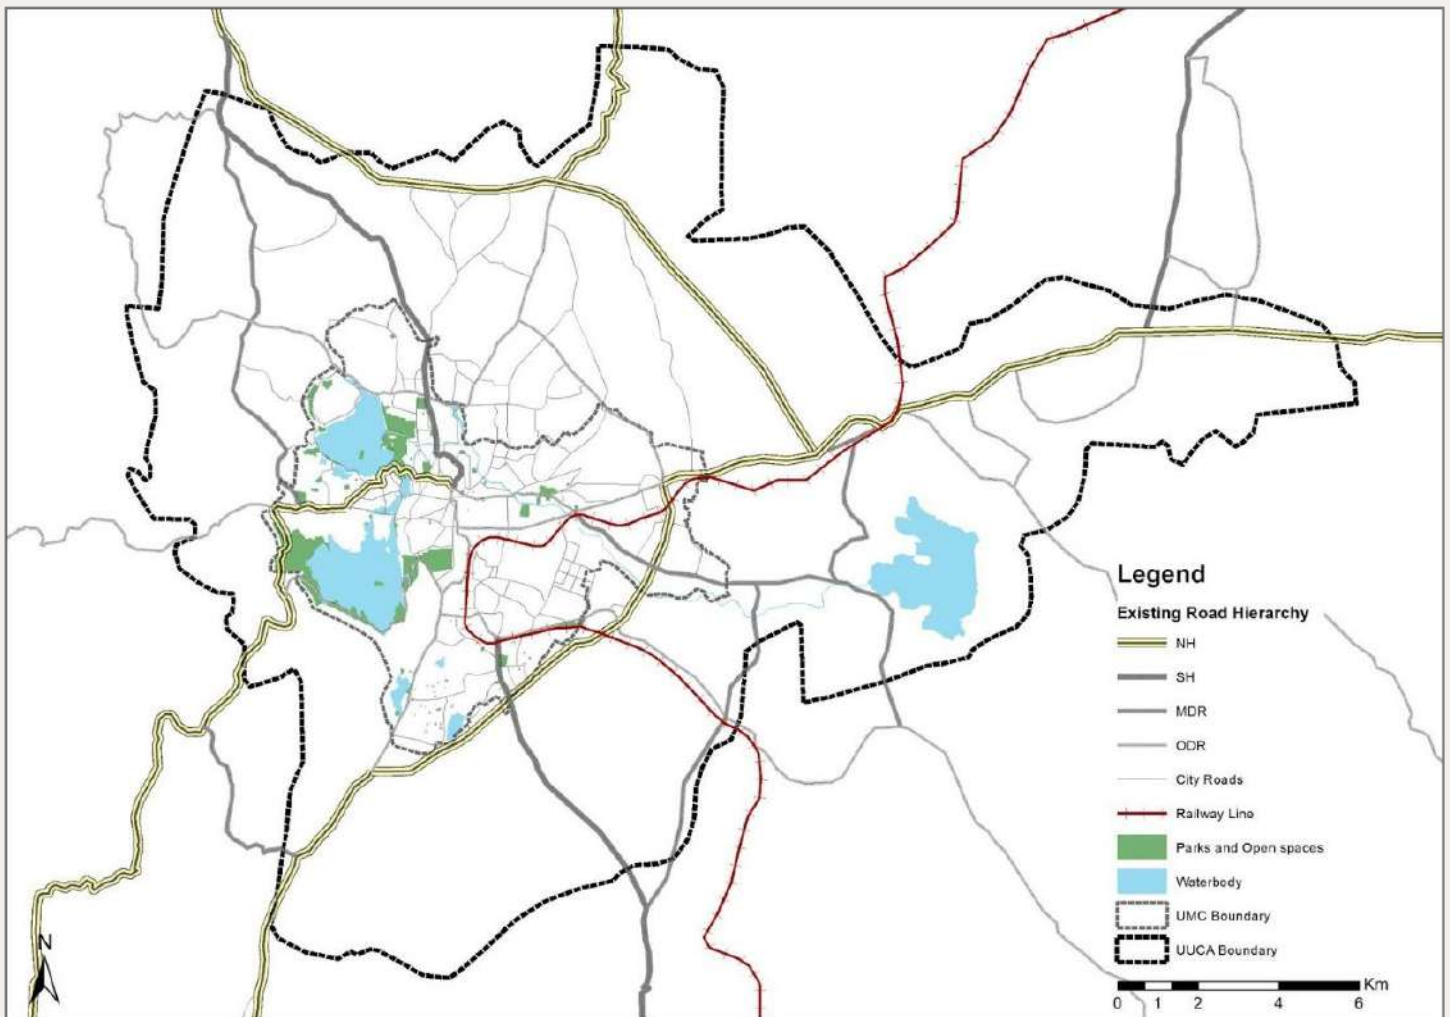 Legend
Existing Road Hierarchy
NH
SH
MDR
ODR
City Roads
Railway Line
Parks and Open spaces
Waterbody
UMC Boundary
UUCA Boundary
N
Km
0 1 2 4 6